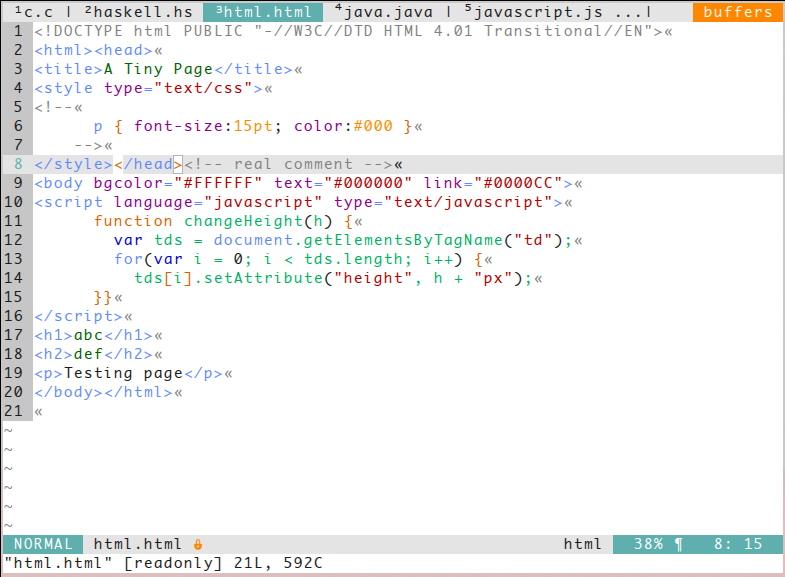 ¹c.c | ²haskell.hs ³html.html ⁴java.java | ⁵javascript.js ...| buffers
1 <!DOCTYPE html PUBLIC "-//W3C//DTD HTML 4.01 Transitional//EN">«
2 <html><head>«
3 <title>A Tiny Page</title>«
4 <style type="text/css">«
5 <!--«
6       p { font-size:15pt; color:#000 }«
7     -->«
8 </style></head><!-- real comment -->«
9 <body bgcolor="#FFFFFF" text="#000000" link="#0000CC">«
10 <script language="javascript" type="text/javascript">«
11       function changeHeight(h) {«
12         var tds = document.getElementsByTagName("td");«
13         for(var i = 0; i < tds.length; i++) {«
14           tds[i].setAttribute("height", h + "px");«
15       }}«
16 </script>«
17 <h1>abc</h1>«
18 <h2>def</h2>«
19 <p>Testing page</p>«
20 </body></html>«
21 «
~
~
~
~
~
~
NORMAL html.html html 38% ¶ 8: 15
"html.html" [readonly] 21L, 592C